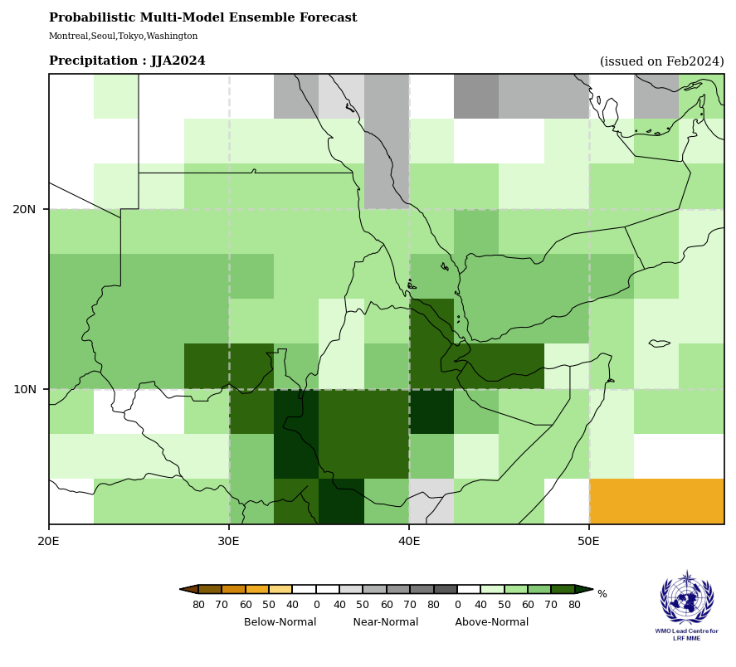 Probabilistic Multi-Model Ensemble Forecast
Montreal,Seoul,Tokyo,Washington
Precipitation : JJA2024 (issued on Feb2024)
20N
10N
20E 30E 40E 50E
80 70 60 50 40 0 40 50 60 70 80 0 40 50 60 70 80 %
Below-Normal Near-Normal Above-Normal
WMO Lead Centre for
LRF MME